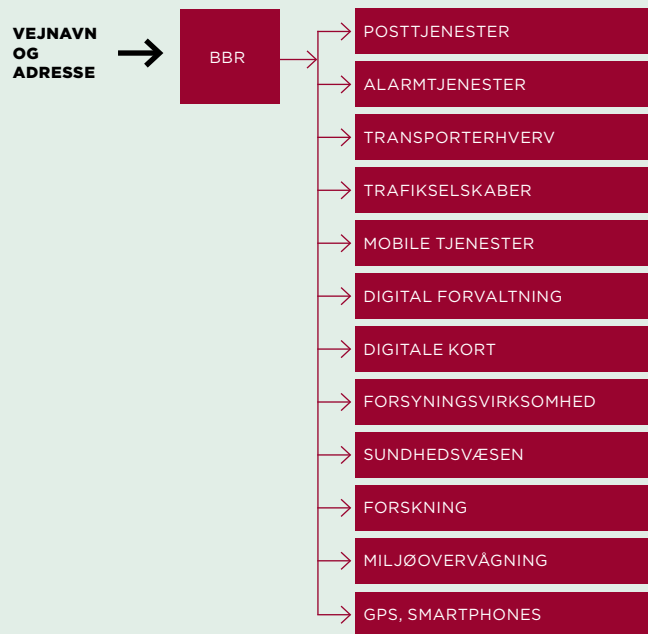 VEJNAVN
OG
ADRESSE
BBR
POSTTJENESTER
ALARMTJENESTER
TRANSPORTERHVERV
TRAFIKSELSKABER
MOBILE TJENESTER
DIGITAL FORVALTNING
DIGITALE KORT
FORSYNINGSVIRKSOMHED
SUNDHEDSVÆSEN
FORSKNING
MILJØOVERVÅGNING
GPS, SMARTPHONES